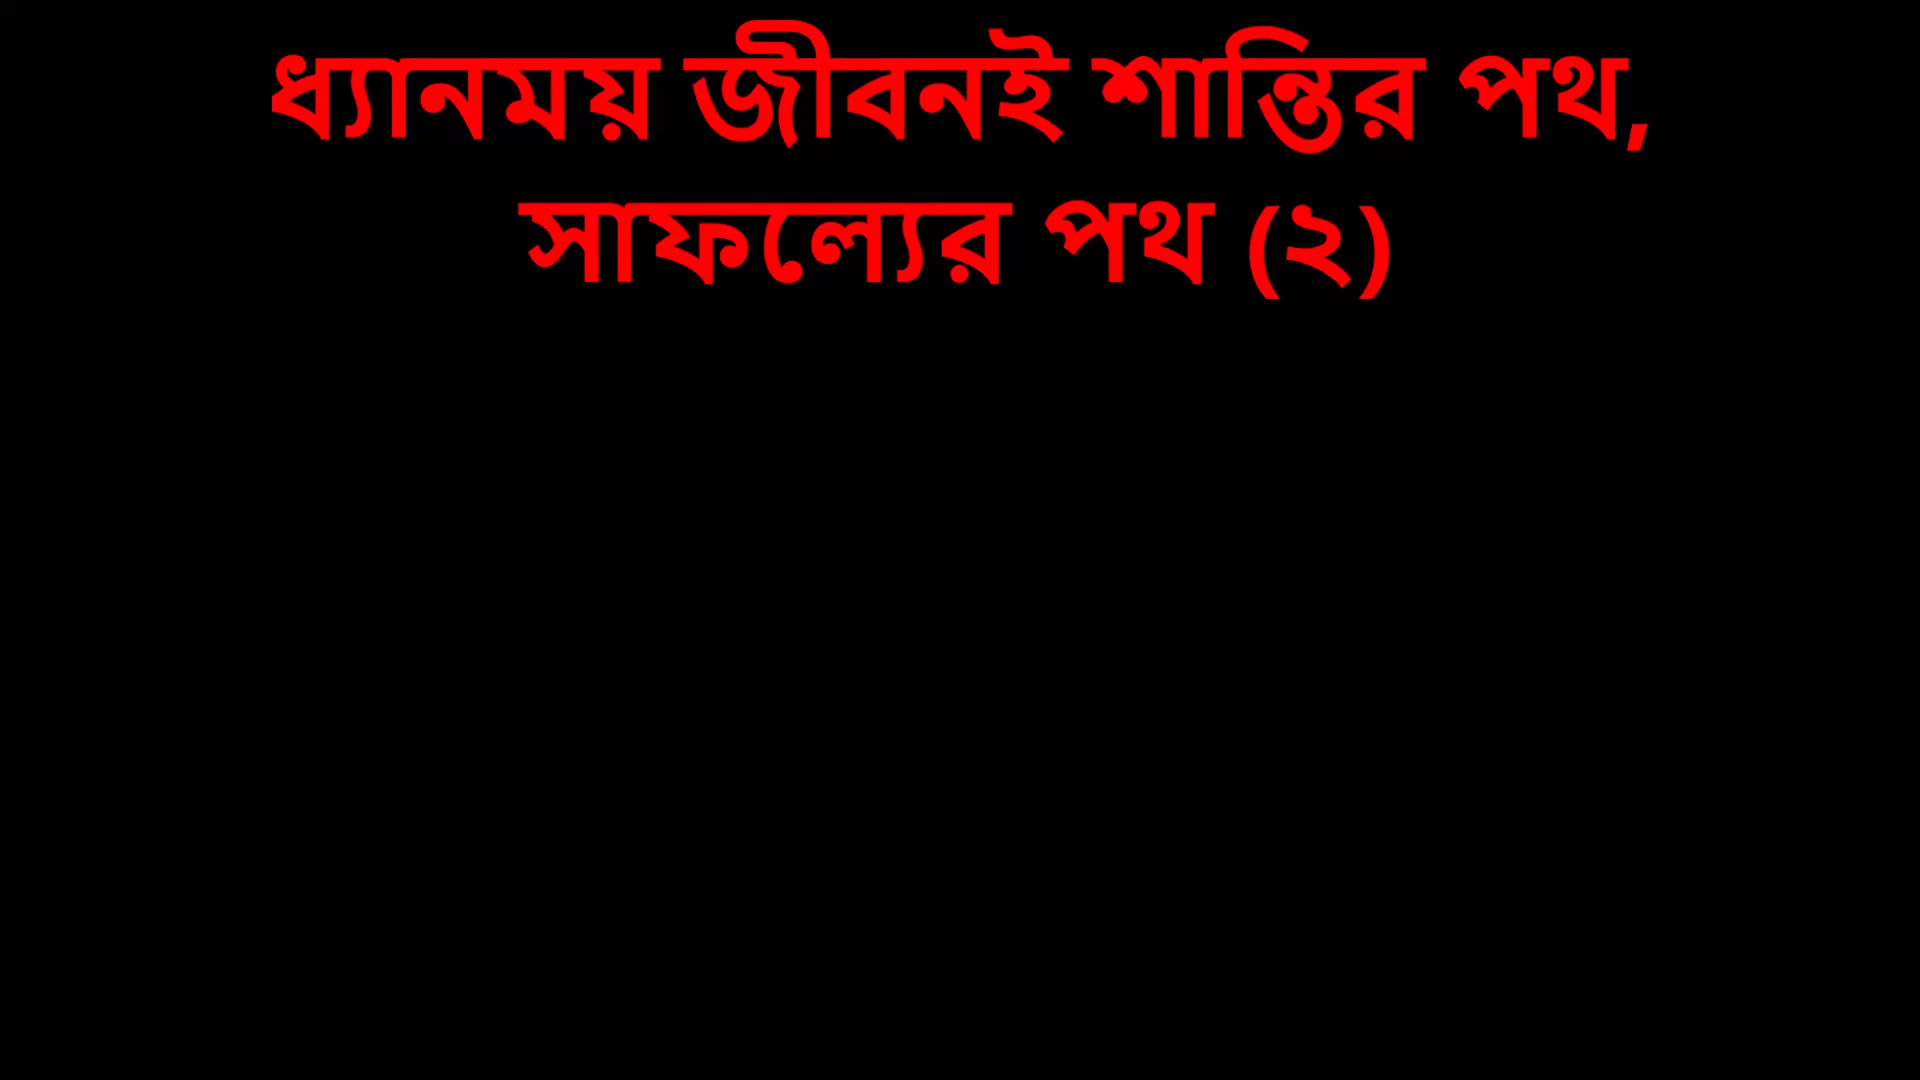 ধ্যানময় জীবনই শান্তির পথ,
সাফল্যের পথ (২)